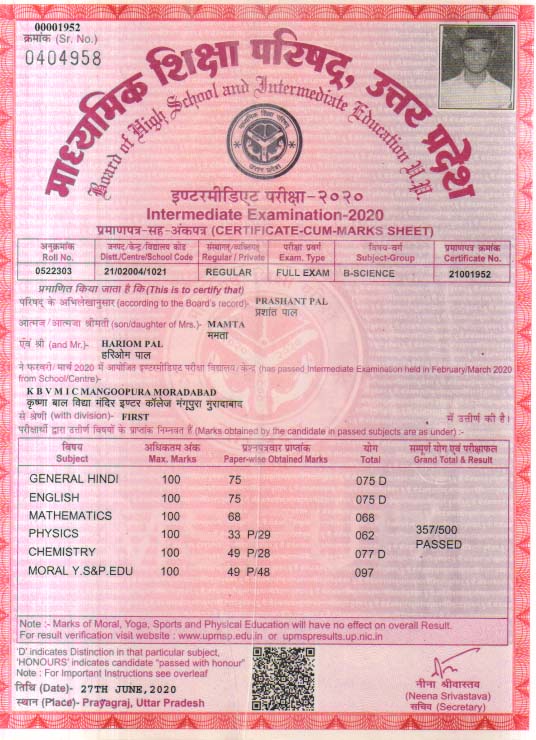 00001952
क्रमांक (Sr. No.)
0404958
माध्यमिक शिक्षा परिषद, उत्तर प्रदेश
Board of High School and Intermediate Education U.P.
इण्टरमीडिएट परीक्षा-२०२०
Intermediate Examination-2020
प्रमाणपत्र-सह-अंकपत्र (CERTIFICATE-CUM-MARKS SHEET)
अनुक्रमांक जनपद/केन्द्र/विद्यालय कोड संस्थागत/व्यक्तिगत परीक्षा प्रवर्ग विषय-वर्ग प्रमाणपत्र क्रमांक
Roll No. Distt./Centre/School Code Regular / Private Exam. Type Subject-Group Certificate No.
0522303 21/02004/1021 REGULAR FULL EXAM B-SCIENCE 21001952
प्रमाणित किया जाता है कि (This is to certify that)
परिषद् के अभिलेखानुसार (according to the Board's record)- PRASHANT PAL
प्रशांत पाल
आत्मज / आत्मजा श्रीमती (son/daughter of Mrs.)- MAMTA
ममता
एवं श्री (and Mr.)- HARIOM PAL
हरिओम पाल
ने फरवरी/मार्च 2020 में आयोजित इण्टरमीडिएट परीक्षा विद्यालय/केन्द्र (has passed Intermediate Examination held in February/March 2020
from School/Centre)-
K B V M I C MANGOOPURA MORADABAD
कृष्णा बाल विद्या मंदिर इण्टर कॉलेज मंगूपुरा मुरादाबाद
से श्रेणी (with division)- FIRST में उत्तीर्ण की है।
परीक्षार्थी द्वारा उत्तीर्ण विषयों के प्राप्तांक निम्नवत हैं (Marks obtained by the candidate in passed subjects are as under) :-
विषय अधिकतम अंक प्रश्नपत्रवार प्राप्तांक योग सम्पूर्ण योग एवं परीक्षाफल
Subject Max. Marks Paper-wise Obtained Marks Total Grand Total & Result
GENERAL HINDI 100 75 075 D
ENGLISH 100 75 075 D
MATHEMATICS 100 68 068
PHYSICS 100 33 P/29 062 357/500
CHEMISTRY 100 49 P/28 077 D PASSED
MORAL Y.S&P.EDU 100 49 P/48 097
Note :- Marks of Moral, Yoga, Sports and Physical Education will have no effect on overall Result.
For result verification visit website : www.upmsp.edu.in or upmspresults.up.nic.in
'D' indicates Distinction in that particular subject,
'HONOURS' indicates candidate "passed with honour"
Note : For Important Instructions see overleaf
तिथि (Date)- 27TH JUNE,2020
स्थान (Place)- Prayagraj, Uttar Pradesh
नीना श्रीवास्तव
(Neena Srivastava)
सचिव (Secretary)